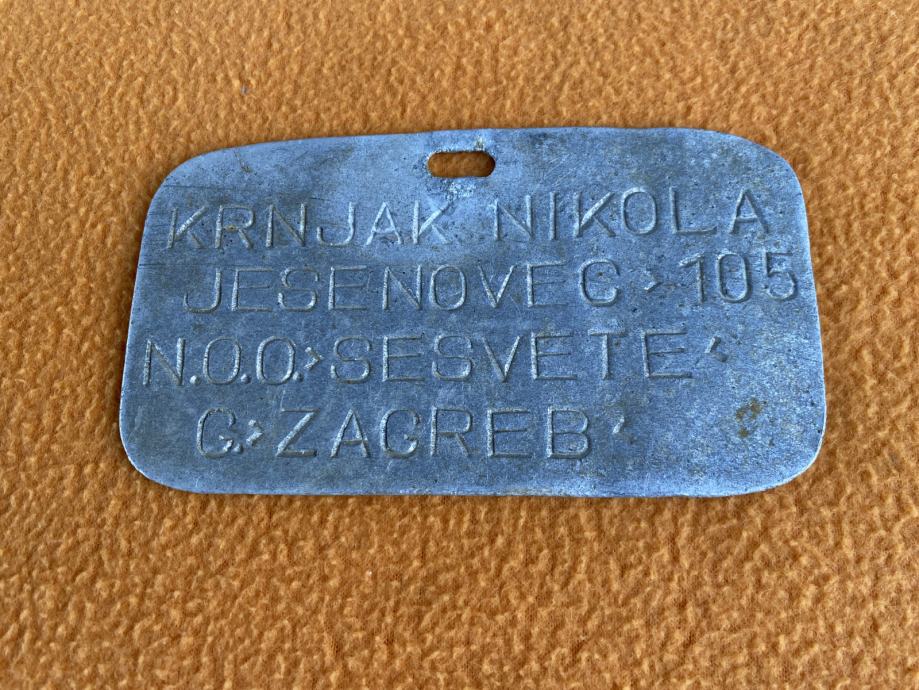 KRNJAK NIKOLA
JESENOVEC > 105
N.O.O.>SESVETE <
G.> ZAGREB <